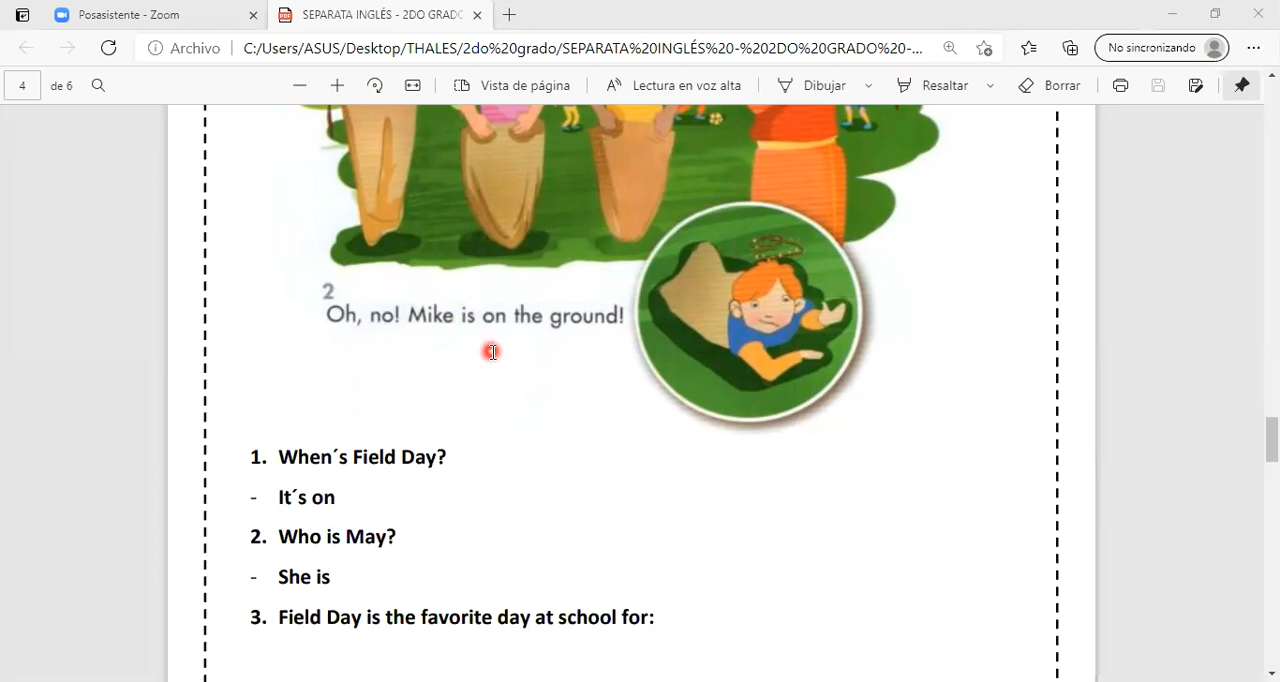 Posasistente - Zoom
SEPARATA INGLÉS - 2DO GRADO
Archivo
C:/Users/ASUS/Desktop/THALES/2do%20grado/SEPARATA%20INGLÉS%20-%202DO%20GRADO%20-...
No sincronizando
4
de 6
Vista de página
Lectura en voz alta
Dibujar
Resaltar
Borrar
2
Oh, no! Mike is on the ground!
1. When´s Field Day?
- It´s on
2. Who is May?
- She is
3. Field Day is the favorite day at school for: